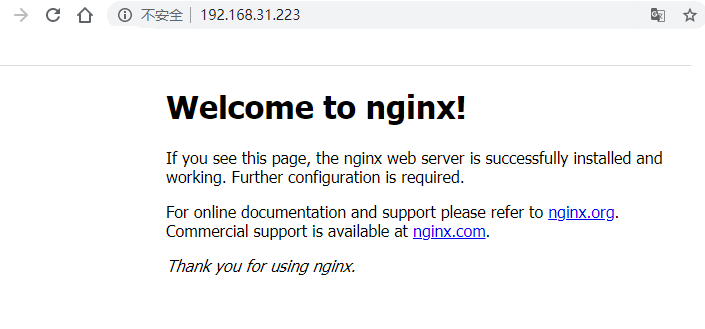 不安全 192.168.31.223
Welcome to nginx!
If you see this page, the nginx web server is successfully installed and
working. Further configuration is required.
For online documentation and support please refer to nginx.org.
Commercial support is available at nginx.com.
Thank you for using nginx.